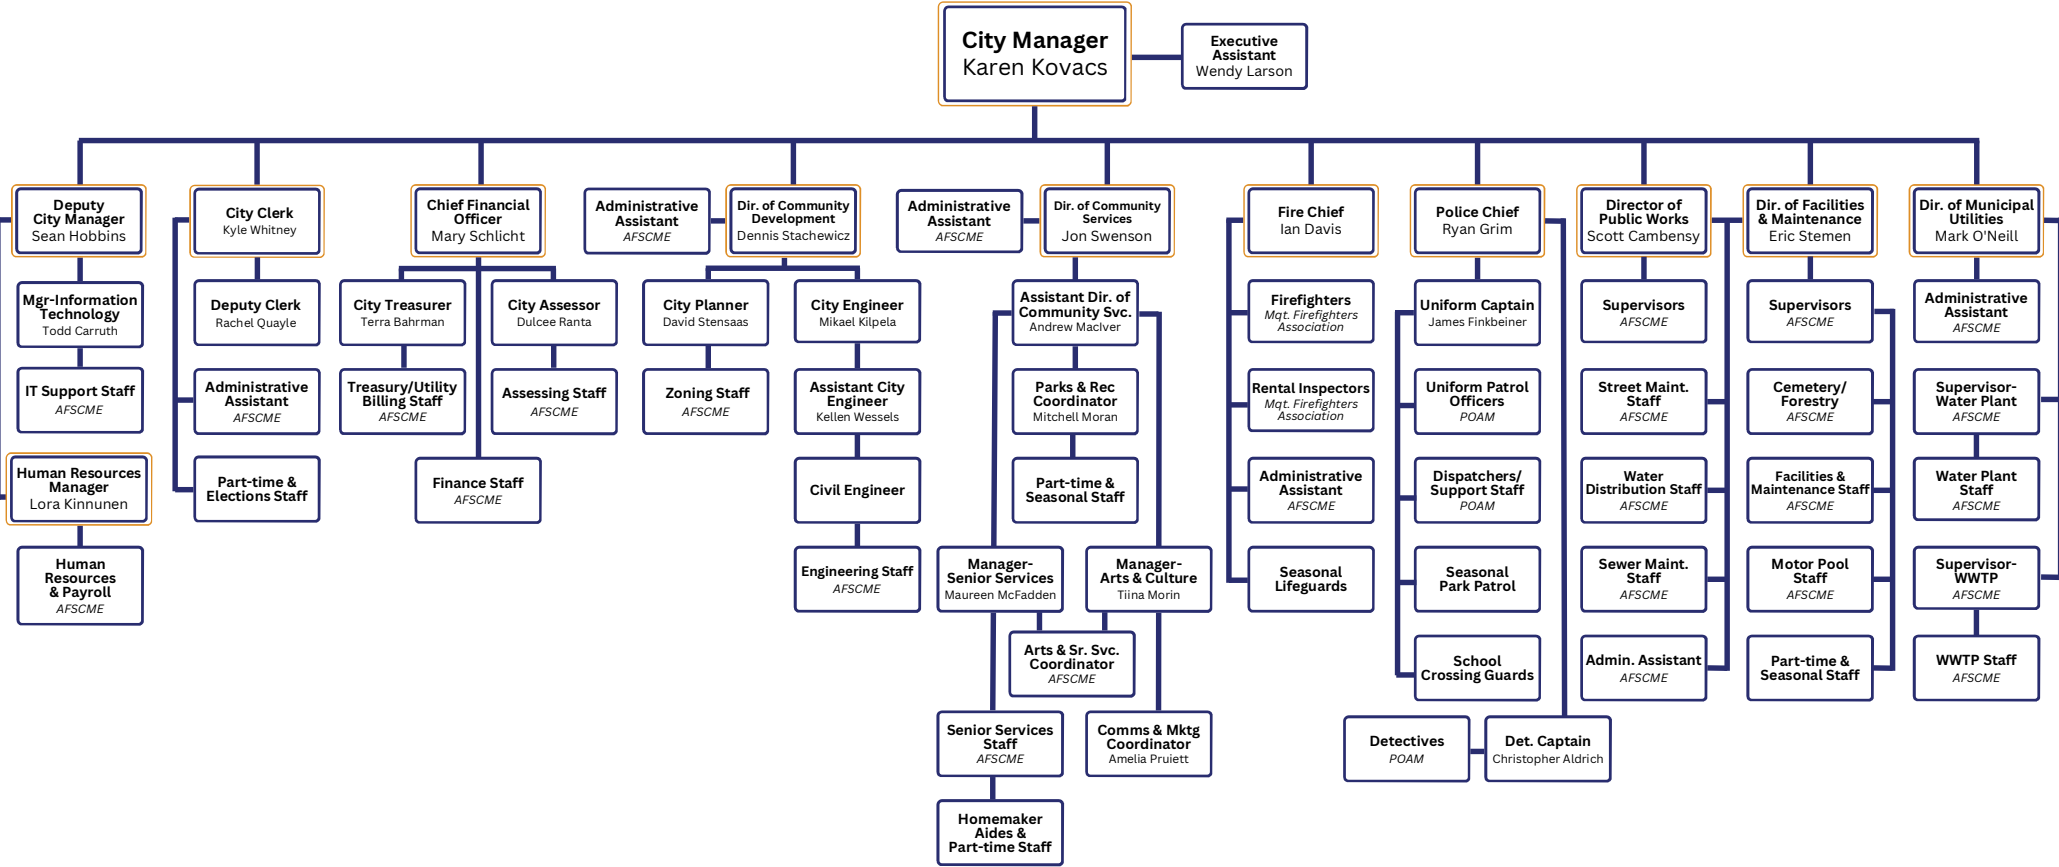 City Manager
Karen Kovacs
Executive
Assistant
Wendy Larson
Deputy
City Manager
Sean Hobbins
Mgr-Information
Technology
Todd Carruth
IT Support Staff
AFSCME
Human Resources
Manager
Lora Kinnunen
Human
Resources
& Payroll
AFSCME
City Clerk
Kyle Whitney
Deputy Clerk
Rachel Quayle
Administrative
Assistant
AFSCME
Part-time &
Elections Staff
Chief Financial
Officer
Mary Schlicht
City Treasurer
Terra Bahrman
Treasury/Utility
Billing Staff
AFSCME
City Assessor
Dulcee Ranta
Assessing Staff
AFSCME
Finance Staff
AFSCME
Administrative
Assistant
AFSCME
Dir. of Community
Development
Dennis Stachewicz
City Planner
David Stensaas
Zoning Staff
AFSCME
City Engineer
Mikael Kilpela
Assistant City
Engineer
Kellen Wessels
Civil Engineer
Engineering Staff
AFSCME
Administrative
Assistant
AFSCME
Dir. of Community
Services
Jon Swenson
Assistant Dir. of
Community Svc.
Andrew MacIver
Parks & Rec
Coordinator
Mitchell Moran
Part-time &
Seasonal Staff
Manager-
Senior Services
Maureen McFadden
Manager-
Arts & Culture
Tiina Morin
Arts & Sr. Svc.
Coordinator
AFSCME
Senior Services
Staff
AFSCME
Comms & Mktg
Coordinator
Amelia Pruiett
Homemaker
Aides &
Part-time Staff
Fire Chief
Ian Davis
Firefighters
Mqt. Firefighters
Association
Rental Inspectors
Mqt. Firefighters
Association
Administrative
Assistant
AFSCME
Seasonal
Lifeguards
Police Chief
Ryan Grim
Uniform Captain
James Finkbeiner
Uniform Patrol
Officers
POAM
Dispatchers/
Support Staff
POAM
Seasonal
Park Patrol
School
Crossing Guards
Detectives
POAM
Det. Captain
Christopher Aldrich
Director of
Public Works
Scott Cambensy
Supervisors
AFSCME
Street Maint.
Staff
AFSCME
Water
Distribution Staff
AFSCME
Sewer Maint.
Staff
AFSCME
Admin. Assistant
AFSCME
Dir. of Facilities
& Maintenance
Eric Stemen
Supervisors
AFSCME
Cemetery/
Forestry
AFSCME
Facilities &
Maintenance Staff
AFSCME
Motor Pool
Staff
AFSCME
Part-time &
Seasonal Staff
Dir. of Municipal
Utilities
Mark O'Neill
Administrative
Assistant
AFSCME
Supervisor-
Water Plant
AFSCME
Water Plant
Staff
AFSCME
Supervisor-
WWTP
AFSCME
WWTP Staff
AFSCME